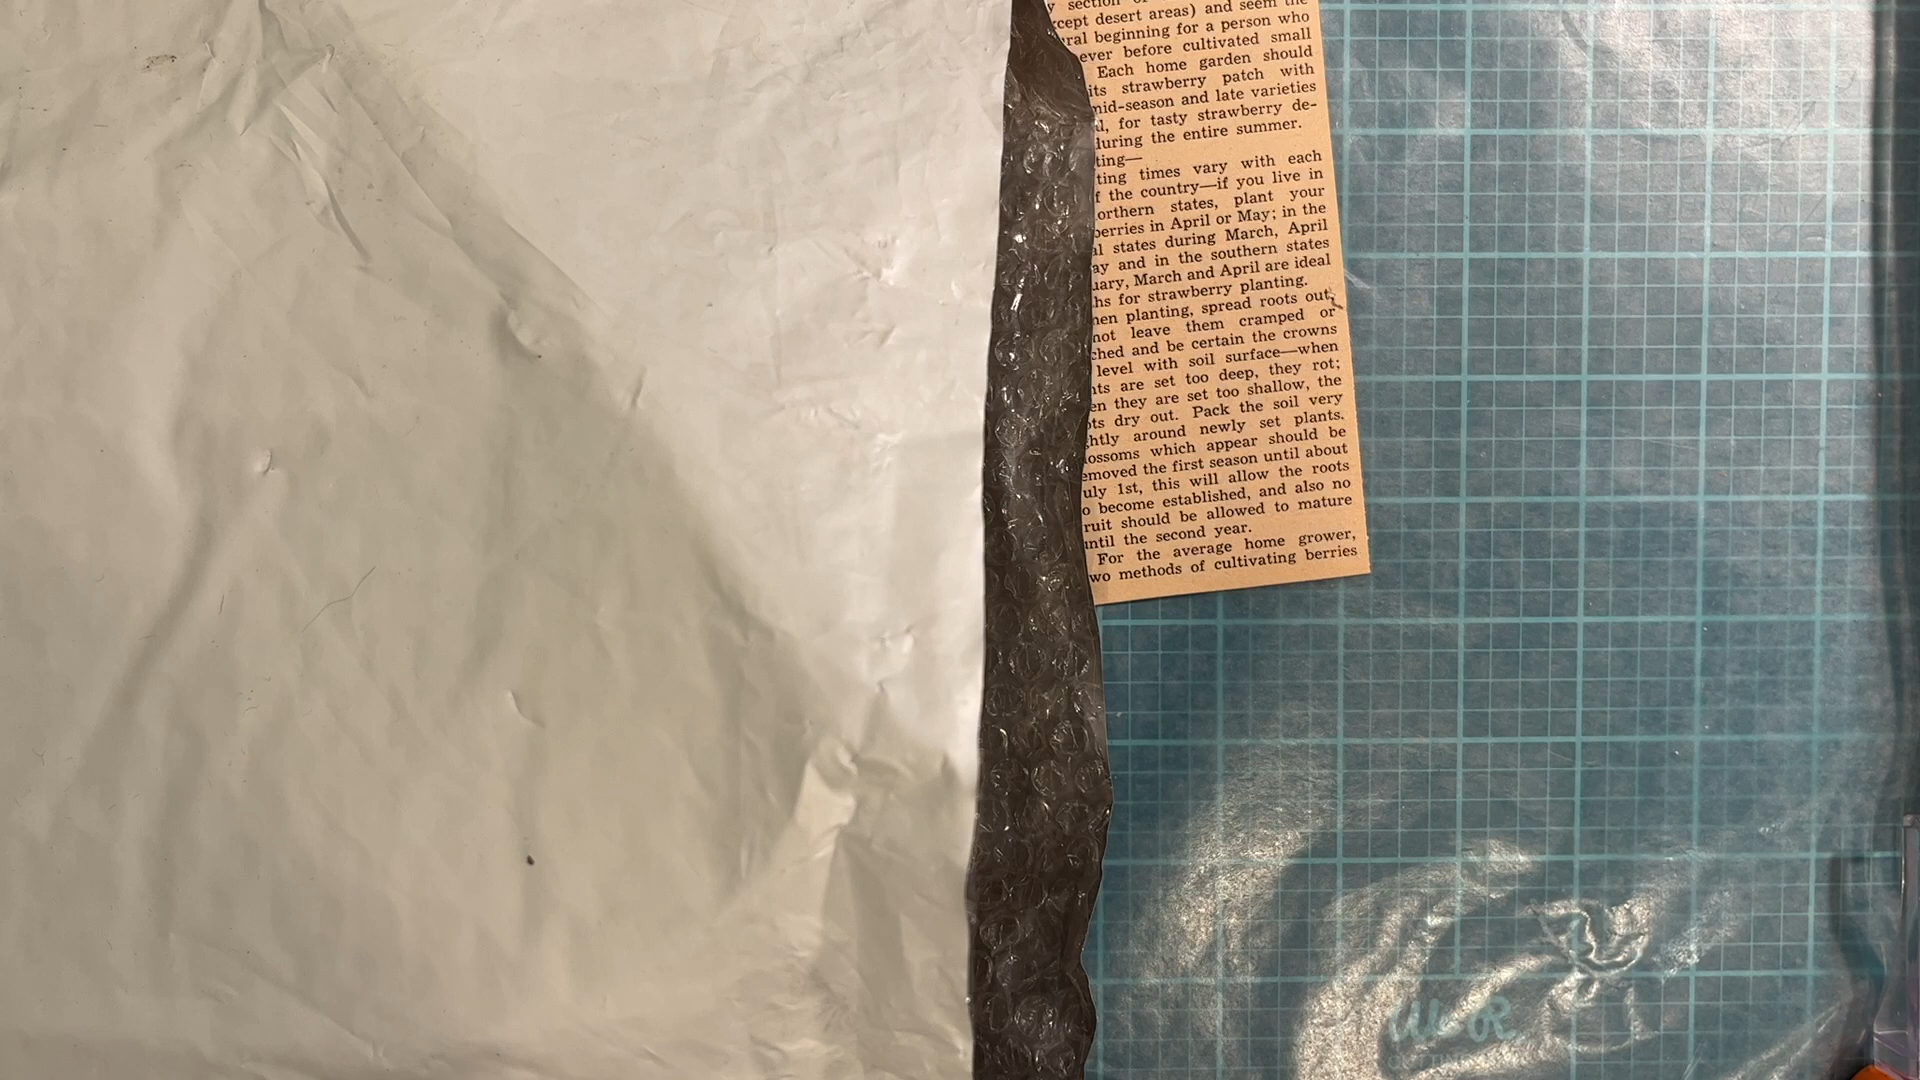 section
cept desert areas) and seem the
ral beginning for a person who
ever before cultivated small
Each home garden should
its strawberry patch with
mid-season and late varieties
, for tasty strawberry de-
during the entire summer.
ting—
ting times vary with each
f the country—if you live in
orthern states, plant your
berries in April or May; in the
al states during March, April
ay and in the southern states
uary, March and April are ideal
hs for strawberry planting.
hen planting, spread roots out,
not leave them cramped or
ched and be certain the crowns
level with soil surface—when
nts are set too deep, they rot;
en they are set too shallow, the
ots dry out. Pack the soil very
ghtly around newly set plants.
lossoms which appear should be
emoved the first season until about
uly 1st, this will allow the roots
o become established, and also no
ruit should be allowed to mature
until the second year.
For the average home grower,
wo methods of cultivating berries